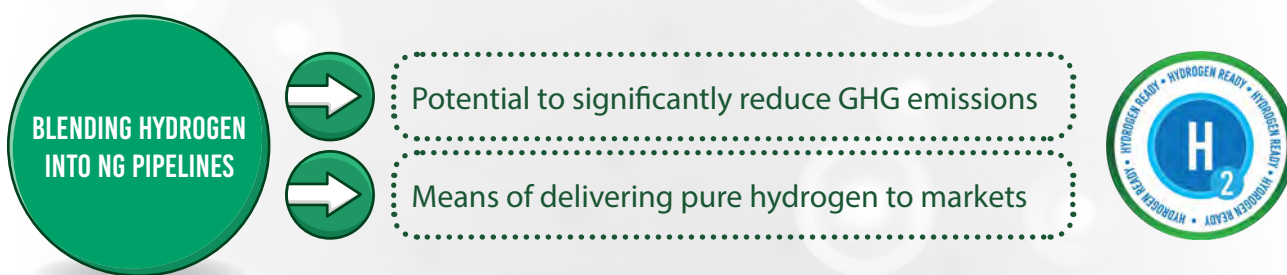 BLENDING HYDROGEN
INTO NG PIPELINES
Potential to significantly reduce GHG emissions
Means of delivering pure hydrogen to markets
HYDROGEN READY • HYDROGEN READY • HYDROGEN READY • HYDROGEN READY •
H2